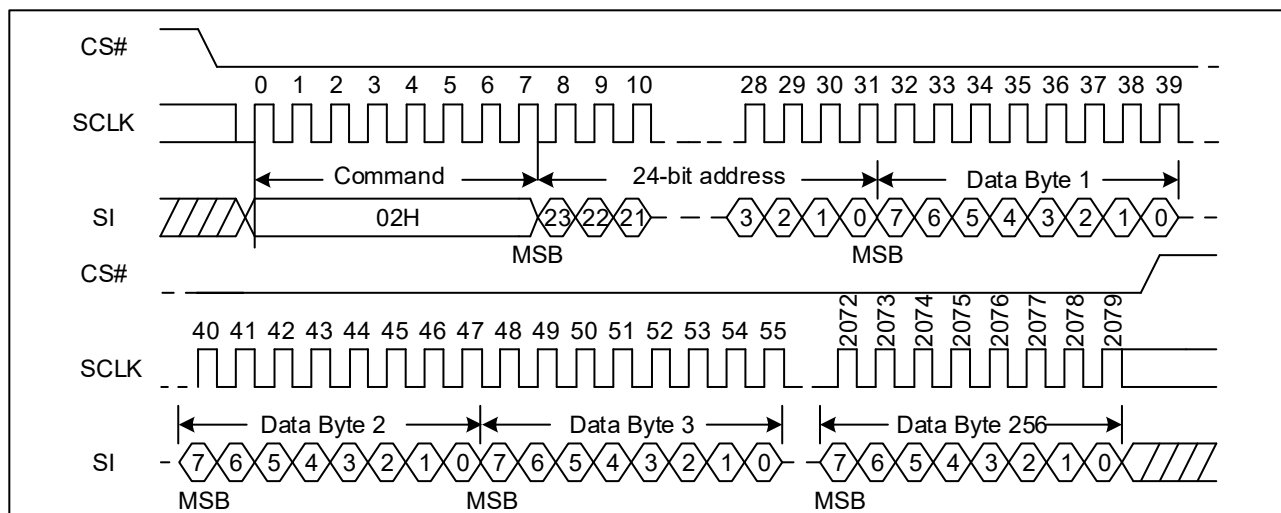 CS#
0 1 2 3 4 5 6 7 8 9 10 28 29 30 31 32 33 34 35 36 37 38 39
SCLK
Command 24-bit address Data Byte 1
SI 02H 23 22 21 3 2 1 0 7 6 5 4 3 2 1 0
MSB MSB
CS#
40 41 42 43 44 45 46 47 48 49 50 51 52 53 54 55 2072 2073 2074 2075 2076 2077 2078 2079
SCLK
Data Byte 2 Data Byte 3 Data Byte 256
SI 7 6 5 4 3 2 1 0 7 6 5 4 3 2 1 0 7 6 5 4 3 2 1 0
MSB MSB MSB